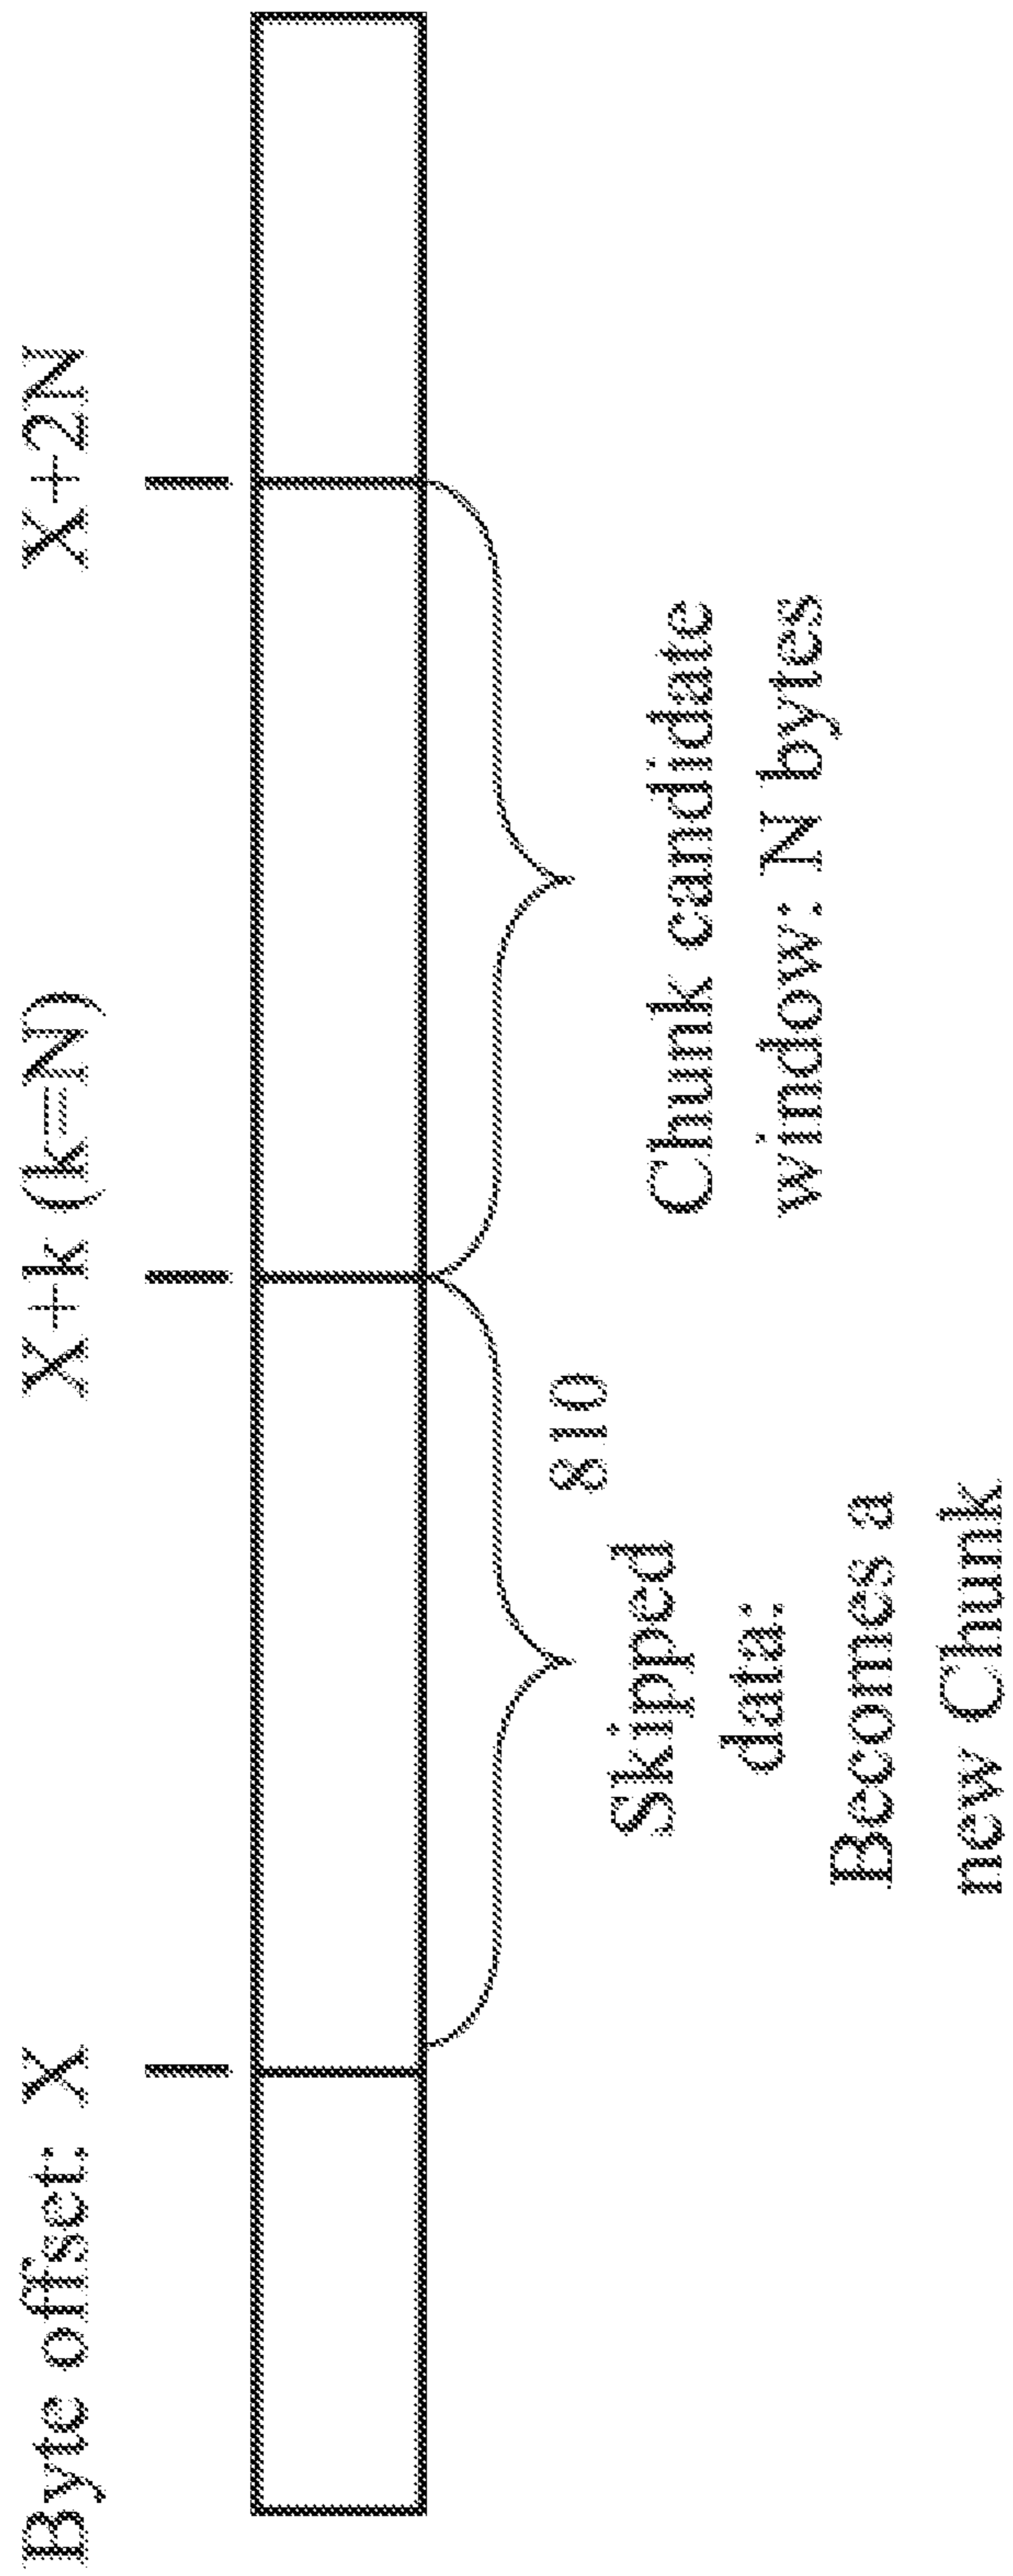 Byte offset: X
X+k (k=N)
X+2N
810
Skipped
data:
Becomes a
new Chunk
Chunk candidate
window: N bytes